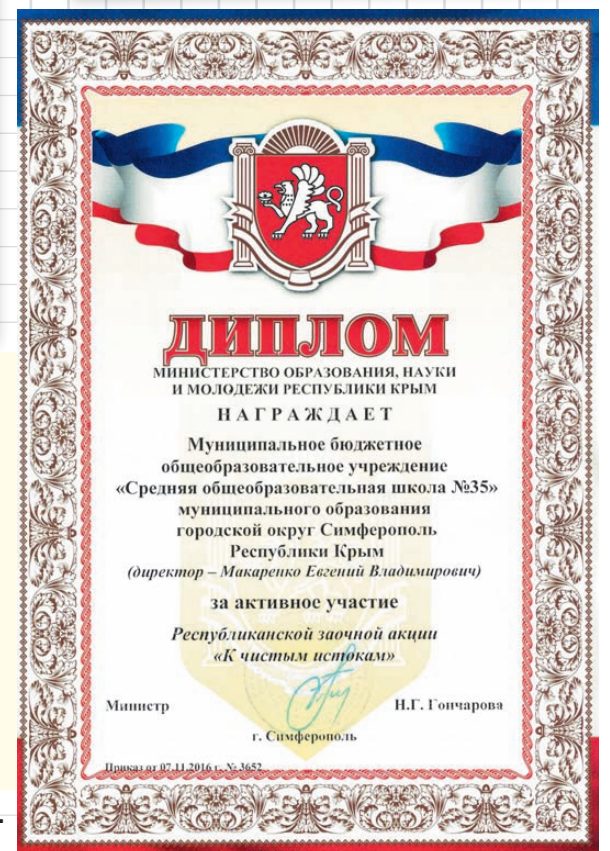 ДИПЛОМ
МИНИСТЕРСТВО ОБРАЗОВАНИЯ, НАУКИ
И МОЛОДЕЖИ РЕСПУБЛИКИ КРЫМ
НАГРАЖДАЕТ
Муниципальное бюджетное
общеобразовательное учреждение
«Средняя общеобразовательная школа №35»
муниципального образования
городской округ Симферополь
Республики Крым
(директор – Макаренко Евгений Владимирович)
за активное участие
Республиканской заочной акции
«К чистым истокам»
Министр Н.Г. Гончарова
г. Симферополь
Приказ от 07.11.2016 г. № 3652